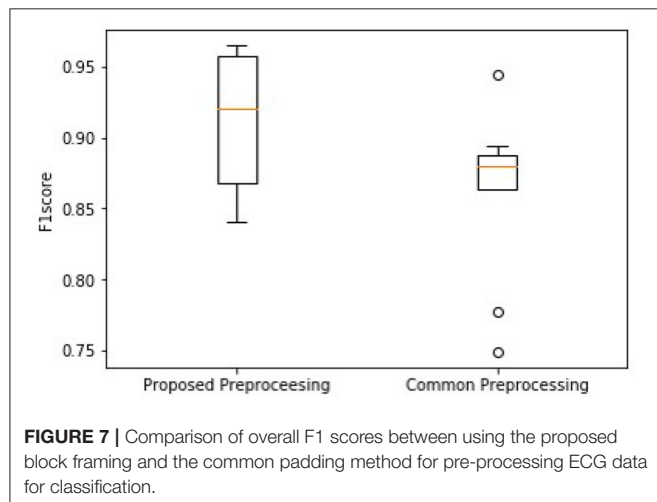 0.95
0.90
0.85
0.80
0.75
F1score
Proposed Preproceesing Common Preprocessing
FIGURE 7 | Comparison of overall F1 scores between using the proposed
block framing and the common padding method for pre-processing ECG data
for classification.